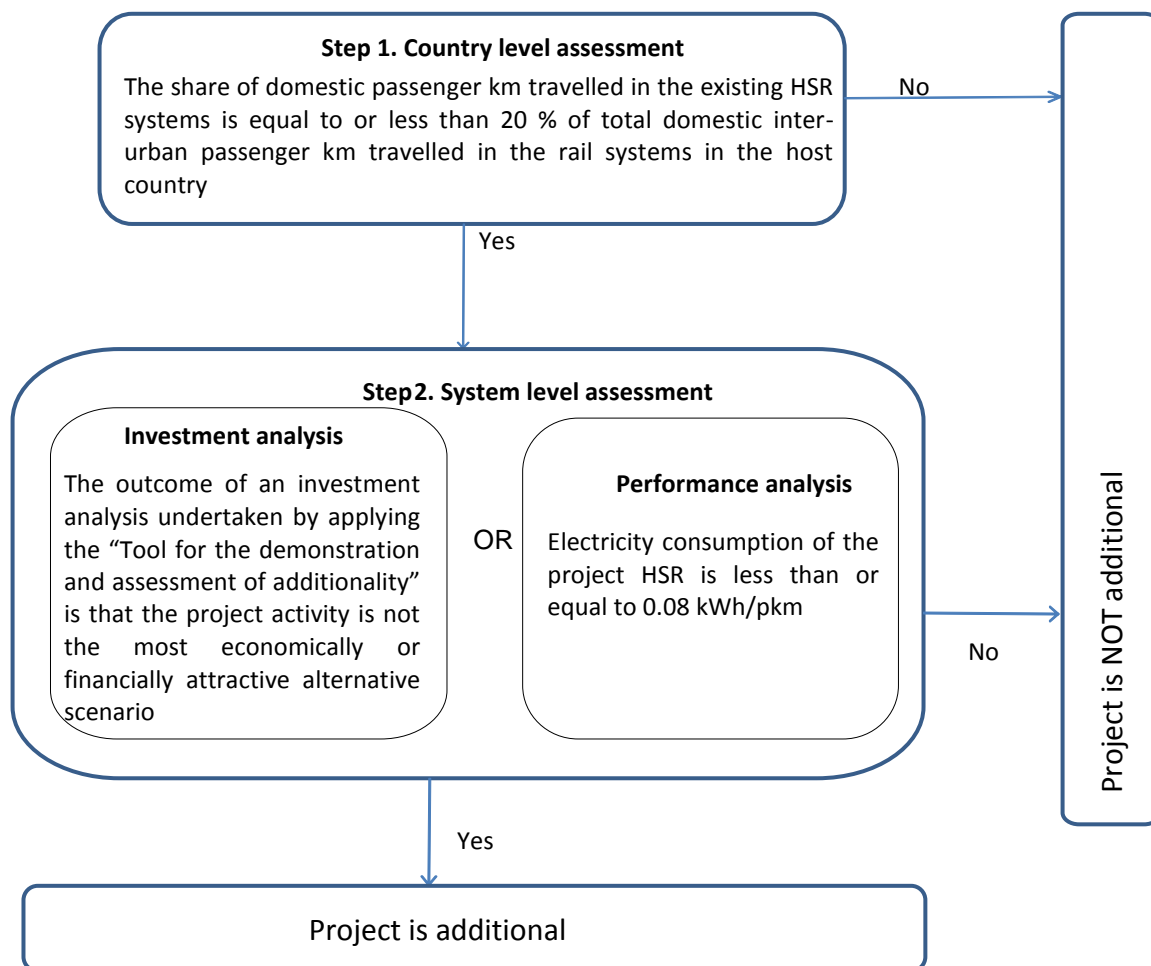 Step 1. Country level assessment
The share of domestic passenger km travelled in the existing HSR
systems is equal to or less than 20 % of total domestic inter-
urban passenger km travelled in the rail systems in the host
country
No
Yes
Step2. System level assessment
Investment analysis
The outcome of an investment
analysis undertaken by applying
the “Tool for the demonstration
and assessment of additionality”
is that the project activity is not
the most economically or
financially attractive alternative
scenario
OR
Performance analysis
Electricity consumption of the
project HSR is less than or
equal to 0.08 kWh/pkm
No
Project is NOT additional
Yes
Project is additional